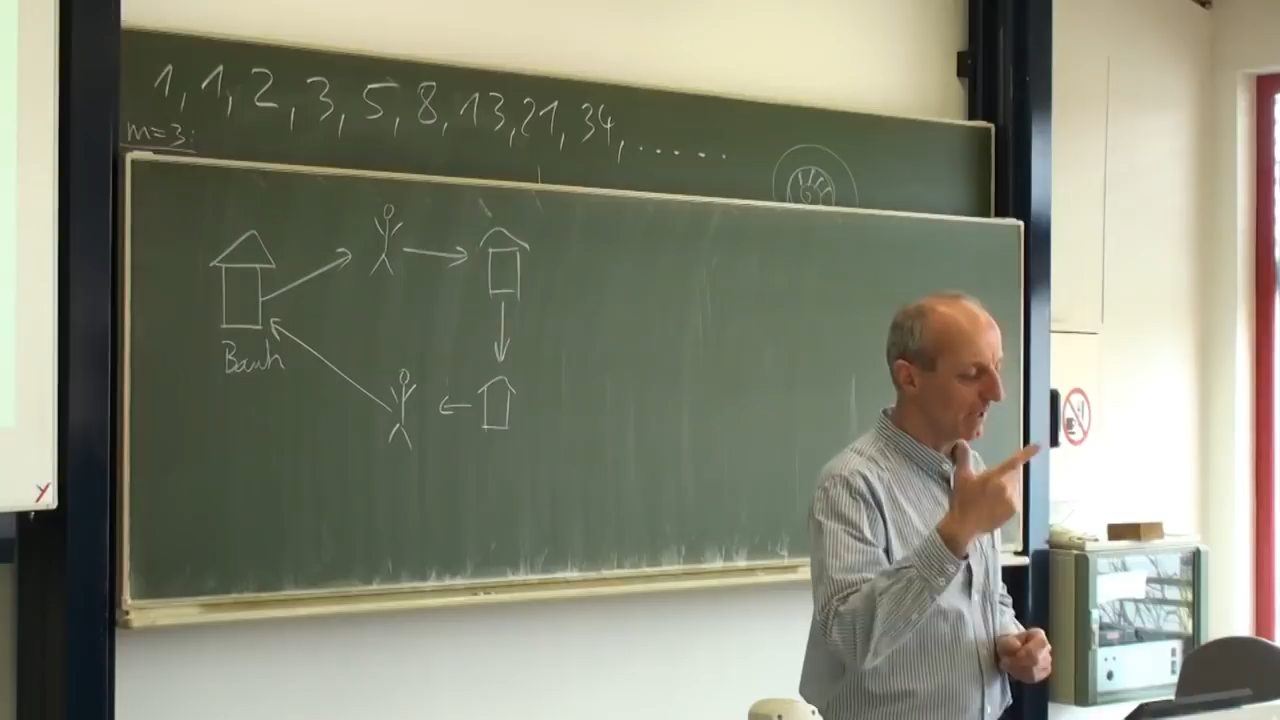 1, 1, 2, 3, 5, 8, 13, 21, 34, .....
m=3:
Bank